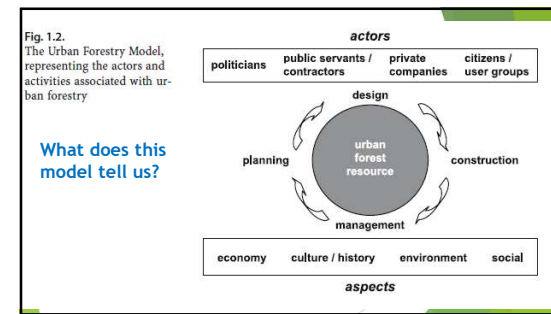 Fig. 1.2.
The Urban Forestry Model,
representing the actors and
activities associated with ur-
ban forestry
What does this
model tell us?
actors
politicians
public servants /
contractors
private
companies
citizens /
user groups
design
planning
urban
forest
resource
construction
management
economy
culture / history
environment
social
aspects